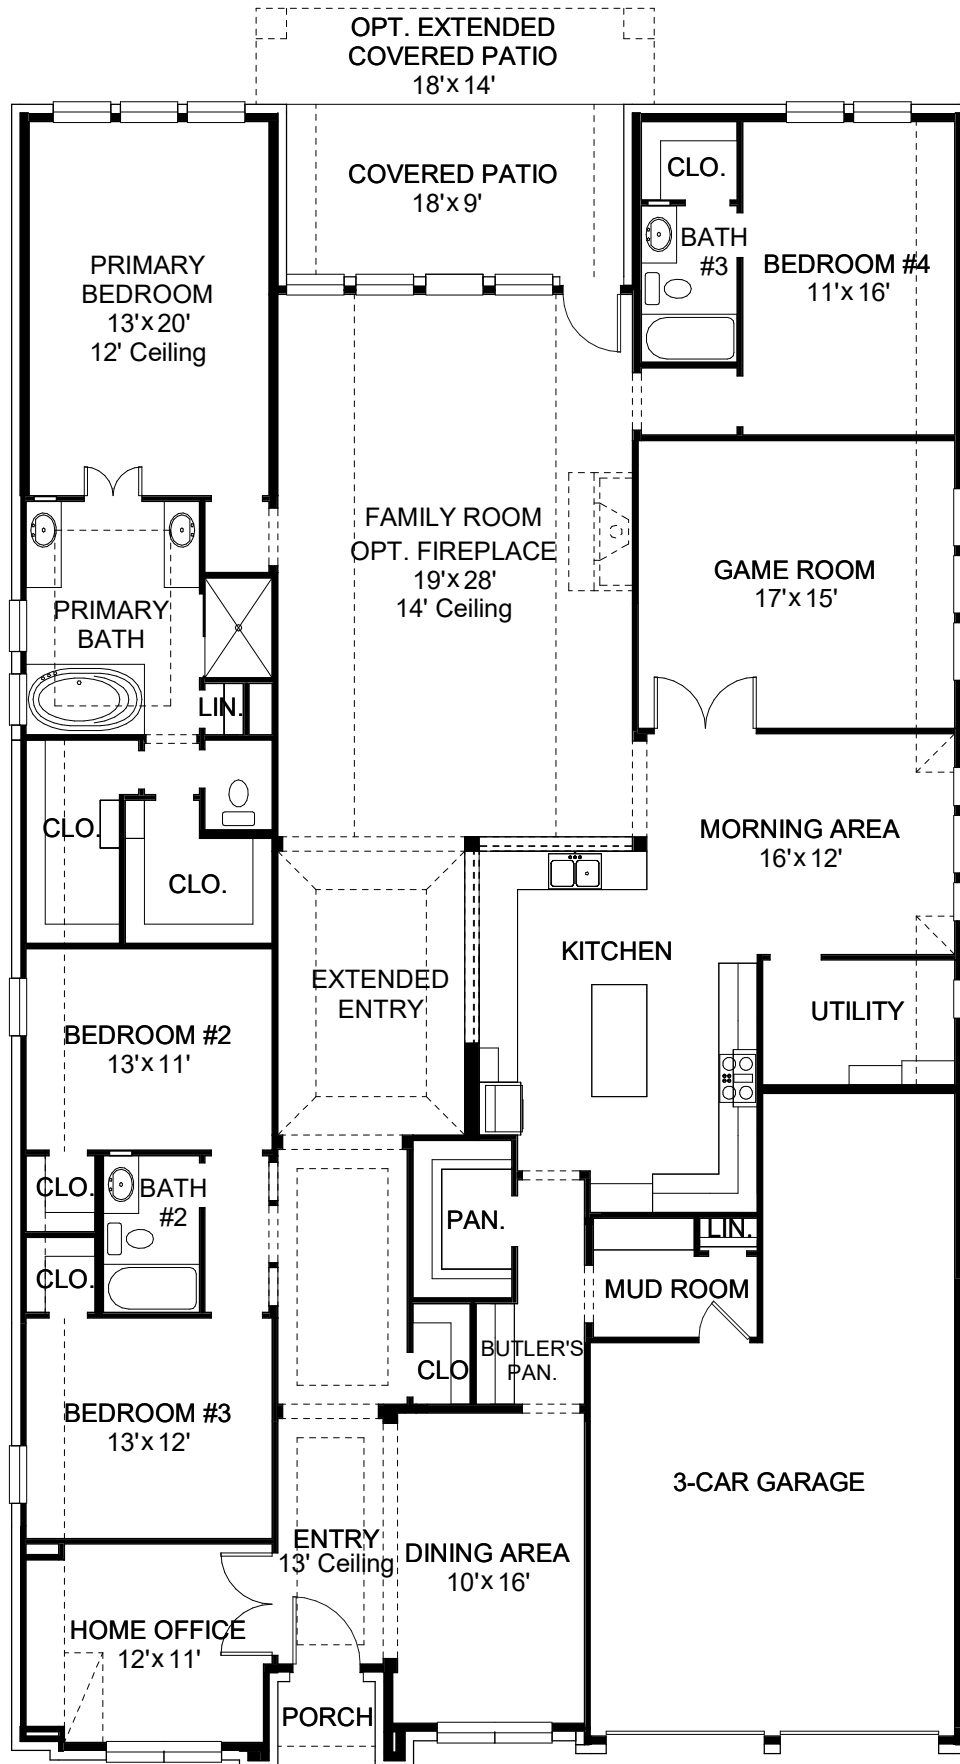 OPT. EXTENDED
COVERED PATIO
18'x 14'
COVERED PATIO
18'x 9'
CLO.
BATH
#3
BEDROOM #4
11'x 16'
PRIMARY
BEDROOM
13'x 20'
12' Ceiling
FAMILY ROOM
OPT. FIREPLACE
19'x 28'
14' Ceiling
GAME ROOM
17'x 15'
PRIMARY
BATH
LIN.
CLO.
CLO.
MORNING AREA
16'x 12'
KITCHEN
EXTENDED
ENTRY
UTILITY
BEDROOM #2
13'x 11'
CLO.
BATH
#2
PAN.
LIN.
CLO.
MUD ROOM
CLO
BUTLER'S
PAN.
BEDROOM #3
13'x 12'
3-CAR GARAGE
ENTRY
13' Ceiling
DINING AREA
10'x 16'
HOME OFFICE
12'x 11'
PORCH